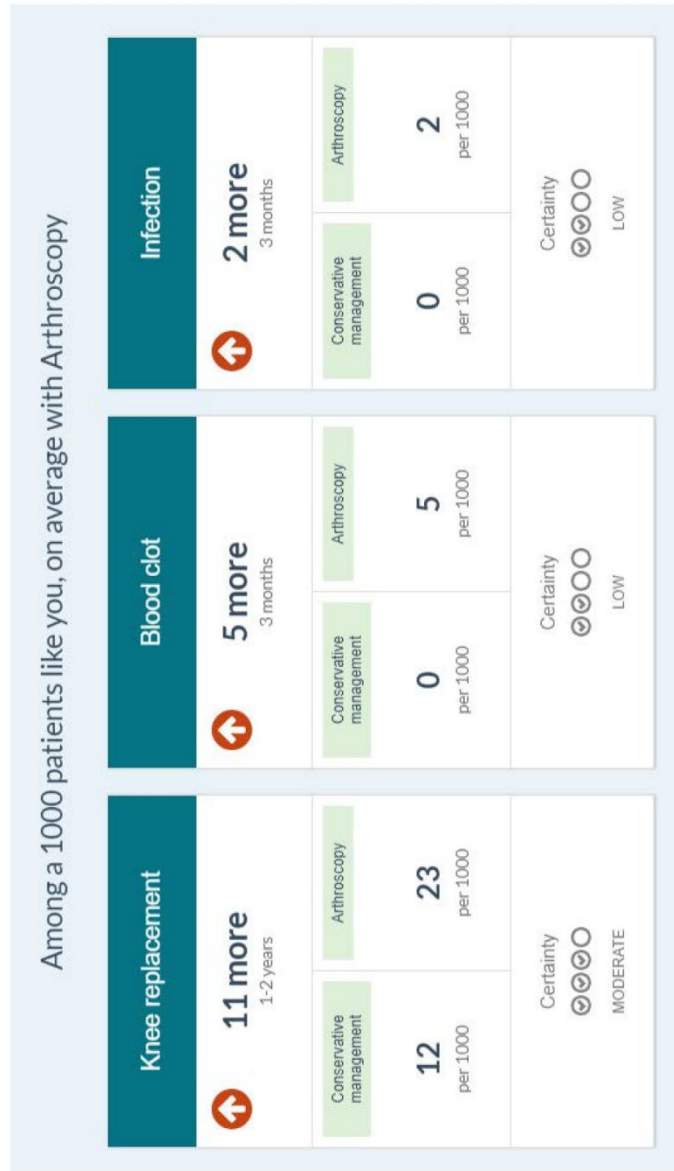 Among a 1000 patients like you, on average with Arthroscopy
Knee replacement
11 more
1-2 years
Conservative
management
12
per 1000
Arthroscopy
23
per 1000
Certainty
MODERATE
Blood clot
5 more
3 months
Conservative
management
0
per 1000
Arthroscopy
5
per 1000
Certainty
LOW
Infection
2 more
3 months
Conservative
management
0
per 1000
Arthroscopy
2
per 1000
Certainty
LOW